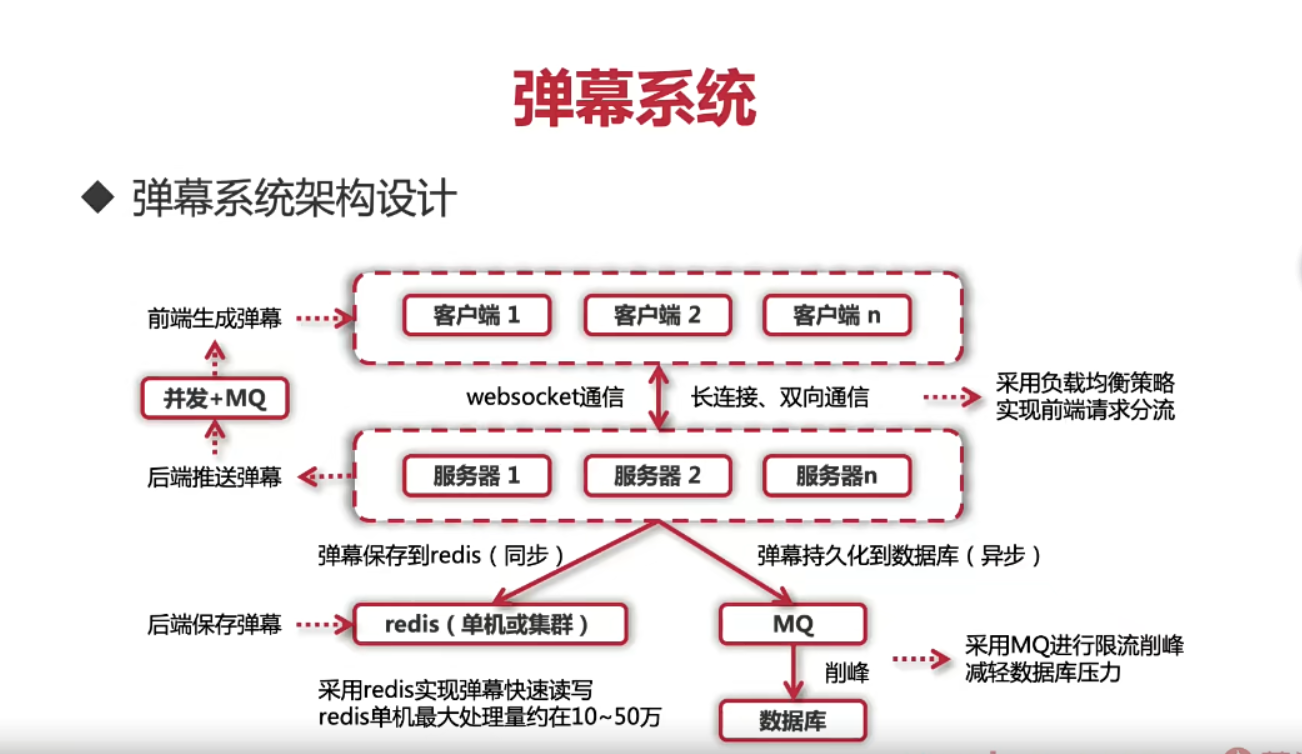 弹幕系统
弹幕系统架构设计
前端生成弹幕
客户端 1
客户端 2
客户端 n
并发+MQ
websocket通信
长连接、双向通信
采用负载均衡策略
实现前端请求分流
后端推送弹幕
服务器 1
服务器 2
服务器n
弹幕保存到redis（同步）
弹幕持久化到数据库（异步）
后端保存弹幕
redis（单机或集群）
MQ
采用MQ进行限流削峰
减轻数据库压力
削峰
采用redis实现弹幕快速读写
redis单机最大处理量约在10~50万
数据库